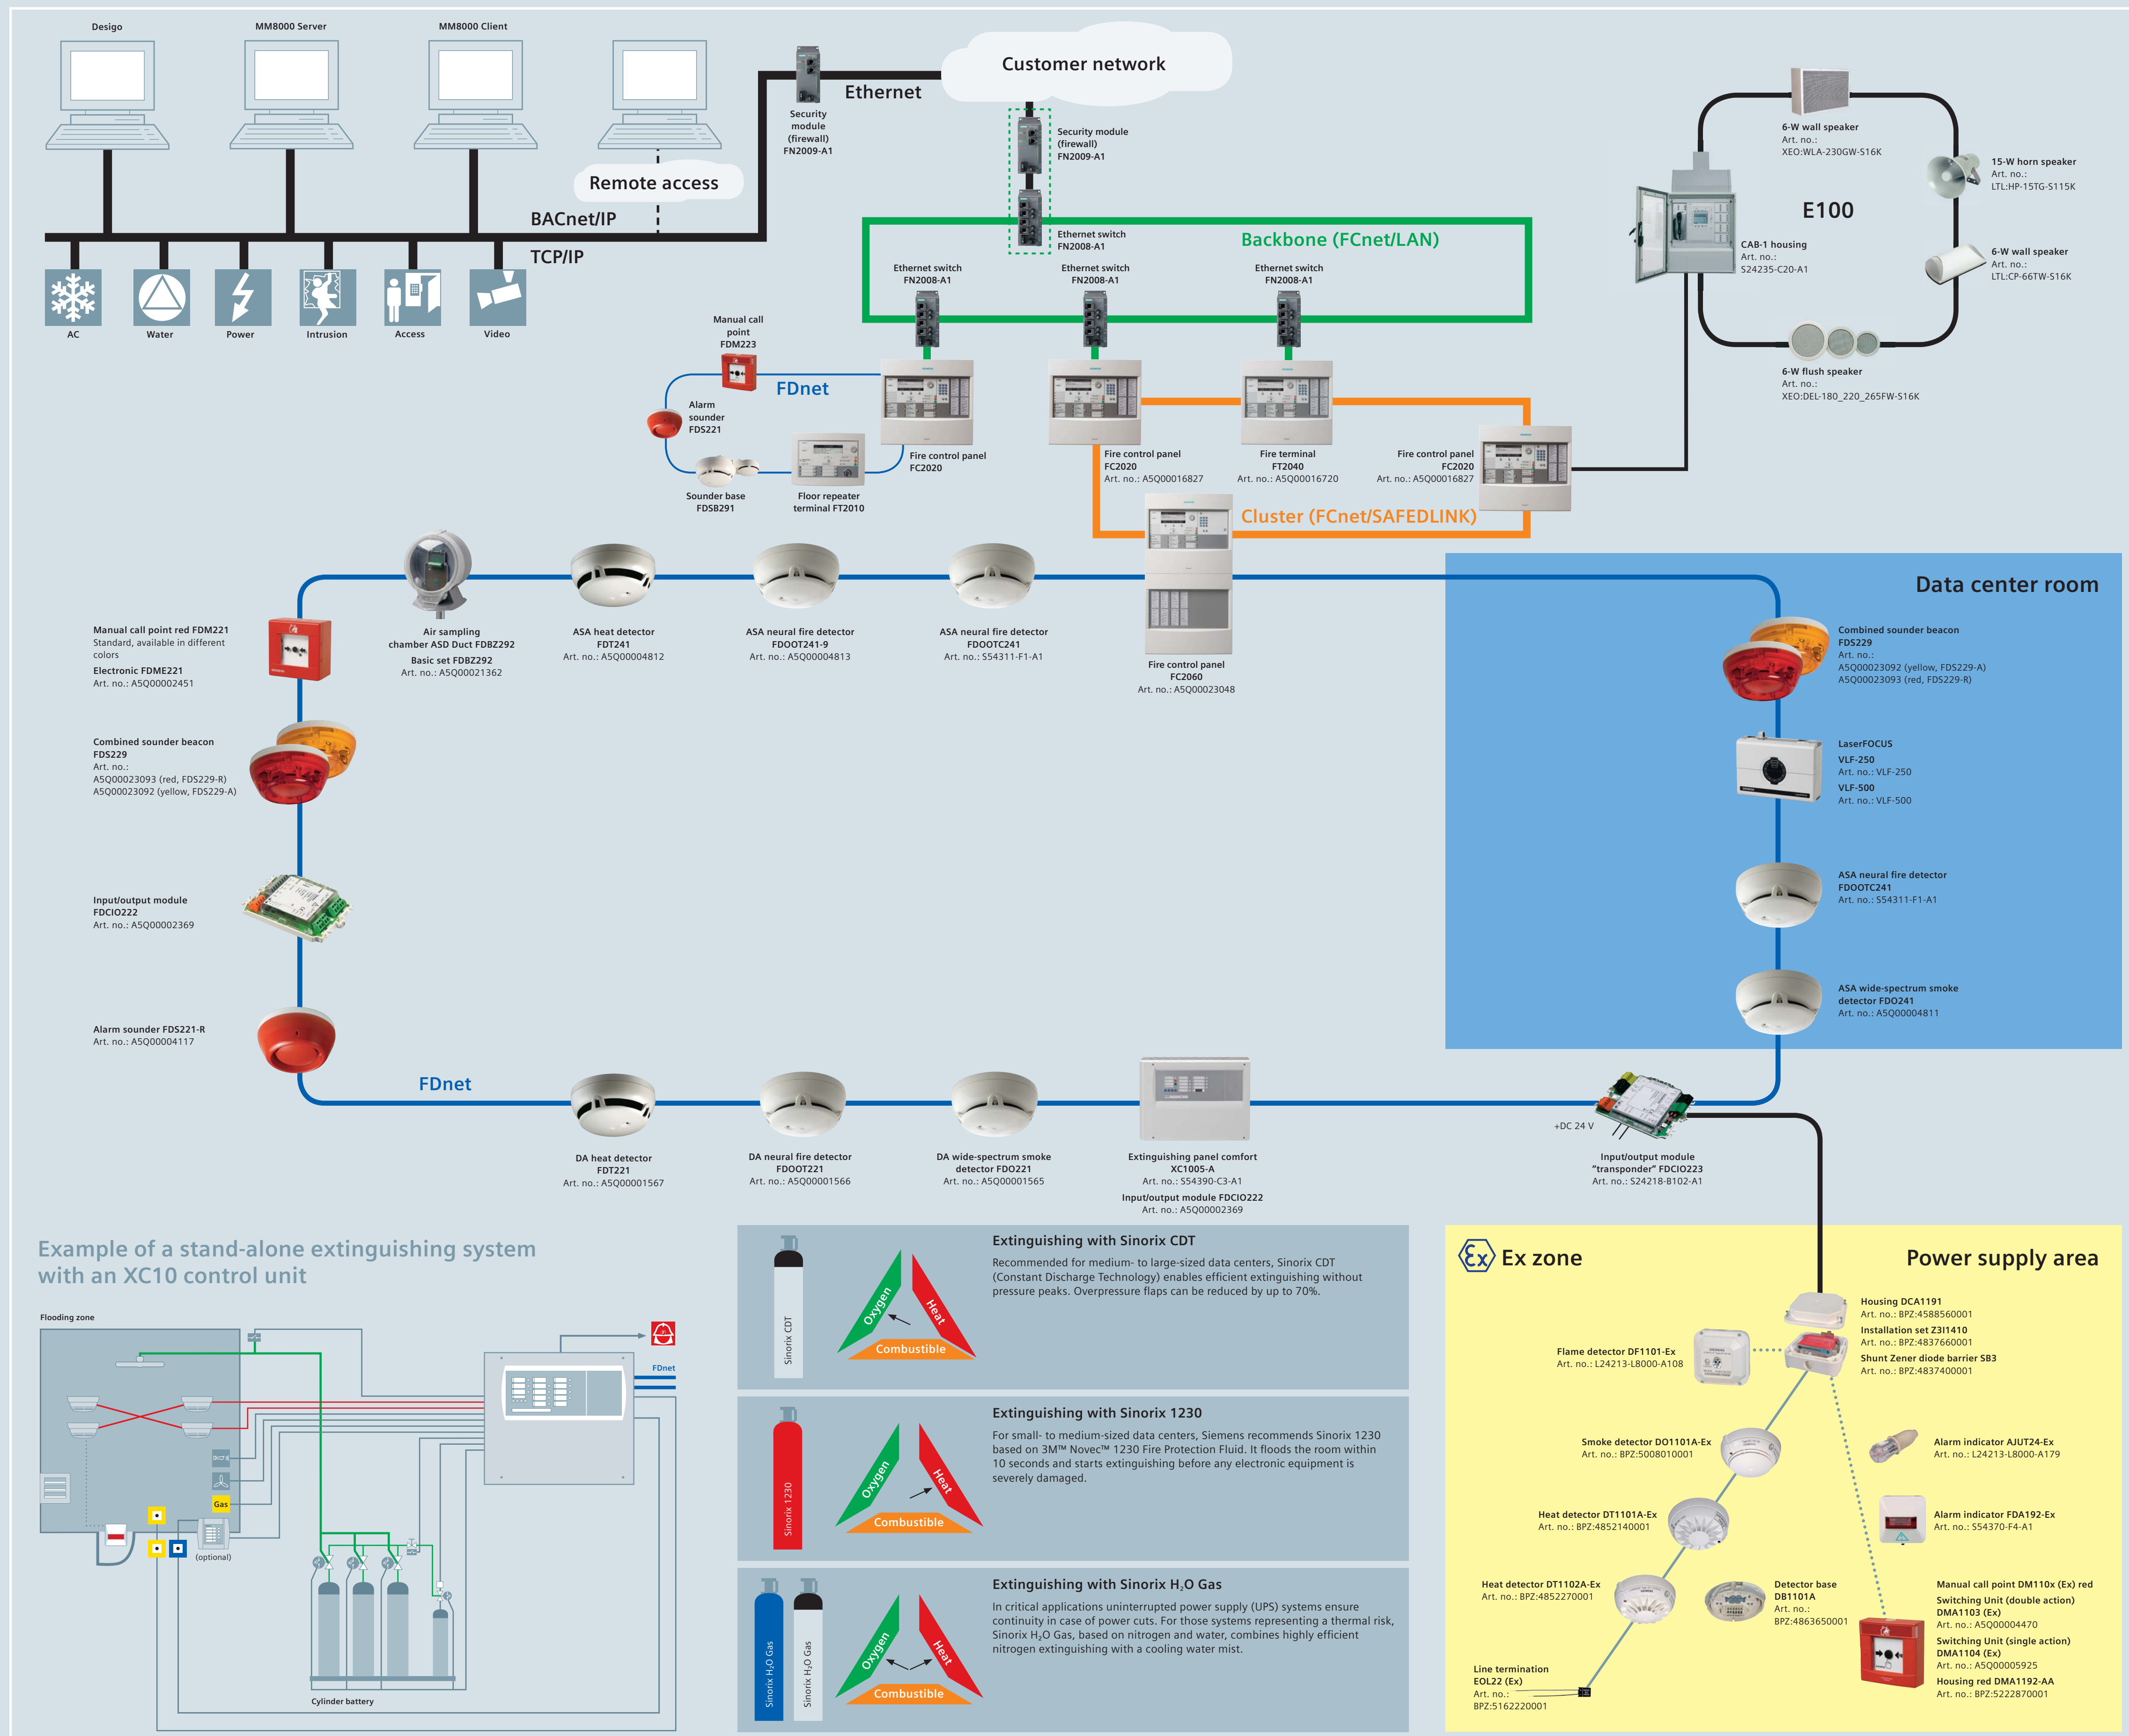 Desigo
MM8000 Server
MM8000 Client
Remote access
BACnet/IP
TCP/IP
AC
Water
Power
Intrusion
Access
Video
Security
module
(firewall)
FN2009-A1
Ethernet
Customer network
Security module
(firewall)
FN2009-A1
Ethernet switch
FN2008-A1
Backbone (FCnet/LAN)
Ethernet switch
FN2008-A1
Ethernet switch
FN2008-A1
Ethernet switch
FN2008-A1
Manual call
point
FDM223
FDnet
Alarm
sounder
FDS221
Sounder base
FDSB291
Floor repeater
terminal FT2010
Fire control panel
FC2020
Fire control panel
FC2020
Art. no.: A5Q00016827
Fire terminal
FT2040
Art. no.: A5Q00016720
Fire control panel
FC2020
Art. no.: A5Q00016827
Cluster (FCnet/SAFEDLINK)
6-W wall speaker
Art. no.:
XEO:WLA-230GW-S16K
15-W horn speaker
Art. no.:
LTL:HP-15TG-S115K
E100
CAB-1 housing
Art. no.:
S24235-C20-A1
6-W wall speaker
Art. no.:
LTL:CP-66TW-S16K
6-W flush speaker
Art. no.:
XEO:DEL-180_220_265FW-S16K
Manual call point red FDM221
Standard, available in different
colors
Electronic FDME221
Art. no.: A5Q00002451
Air sampling
chamber ASD Duct FDBZ292
Basic set FDBZ292
Art. no.: A5Q00021362
ASA heat detector
FDT241
Art. no.: A5Q00004812
ASA neural fire detector
FDOOT241-9
Art. no.: A5Q00004813
ASA neural fire detector
FDOOTC241
Art. no.: S54311-F1-A1
Fire control panel
FC2060
Art. no.: A5Q00023048
Data center room
Combined sounder beacon
FDS229
Art. no.:
A5Q00023092 (yellow, FDS229-A)
A5Q00023093 (red, FDS229-R)
LaserFOCUS
VLF-250
Art. no.: VLF-250
VLF-500
Art. no.: VLF-500
ASA neural fire detector
FDOOTC241
Art. no.: S54311-F1-A1
ASA wide-spectrum smoke
detector FDO241
Art. no.: A5Q00004811
Combined sounder beacon
FDS229
Art. no.:
A5Q00023093 (red, FDS229-R)
A5Q00023092 (yellow, FDS229-A)
Input/output module
FDCIO222
Art. no.: A5Q00002369
Alarm sounder FDS221-R
Art. no.: A5Q00004117
FDnet
DA heat detector
FDT221
Art. no.: A5Q00001567
DA neural fire detector
FDOOT221
Art. no.: A5Q00001566
DA wide-spectrum smoke
detector FDO221
Art. no.: A5Q00001565
Extinguishing panel comfort
XC1005-A
Art. no.: S54390-C3-A1
Input/output module FDCIO222
Art. no.: A5Q00002369
+DC 24 V
Input/output module
"transponder" FDCIO223
Art. no.: S24218-B102-A1
Example of a stand-alone extinguishing system
with an XC10 control unit
Flooding zone
FDnet
Gas
(optional)
Cylinder battery
Sinorix CDT
Oxygen
Heat
Combustible
Extinguishing with Sinorix CDT
Recommended for medium- to large-sized data centers, Sinorix CDT
(Constant Discharge Technology) enables efficient extinguishing without
pressure peaks. Overpressure flaps can be reduced by up to 70%.
Sinorix 1230
Oxygen
Heat
Combustible
Extinguishing with Sinorix 1230
For small- to medium-sized data centers, Siemens recommends Sinorix 1230
based on 3M™ Novec™ 1230 Fire Protection Fluid. It floods the room within
10 seconds and starts extinguishing before any electronic equipment is
severely damaged.
Sinorix H₂O Gas
Sinorix H₂O Gas
Oxygen
Heat
Combustible
Extinguishing with Sinorix H₂O Gas
In critical applications uninterrupted power supply (UPS) systems ensure
continuity in case of power cuts. For those systems representing a thermal risk,
Sinorix H₂O Gas, based on nitrogen and water, combines highly efficient
nitrogen extinguishing with a cooling water mist.
Ex
Ex zone
Power supply area
Housing DCA1191
Art. no.: BPZ:4588560001
Installation set Z3I1410
Art. no.: BPZ:4837660001
Shunt Zener diode barrier SB3
Art. no.: BPZ:4837400001
Flame detector DF1101-Ex
Art. no.: L24213-L8000-A108
Smoke detector DO1101A-Ex
Art. no.: BPZ:5008010001
Alarm indicator AJUT24-Ex
Art. no.: L24213-L8000-A179
Heat detector DT1101A-Ex
Art. no.: BPZ:4852140001
Alarm indicator FDA192-Ex
Art. no.: S54370-F4-A1
Heat detector DT1102A-Ex
Art. no.: BPZ:4852270001
Detector base
DB1101A
Art. no.:
BPZ:4863650001
Manual call point DM110x (Ex) red
Switching Unit (double action)
DMA1103 (Ex)
Art. no.: A5Q00004470
Switching Unit (single action)
DMA1104 (Ex)
Art. no.: A5Q00005925
Housing red DMA1192-AA
Art. no.: BPZ:5222870001
Line termination
EOL22 (Ex)
Art. no.:
BPZ:5162220001